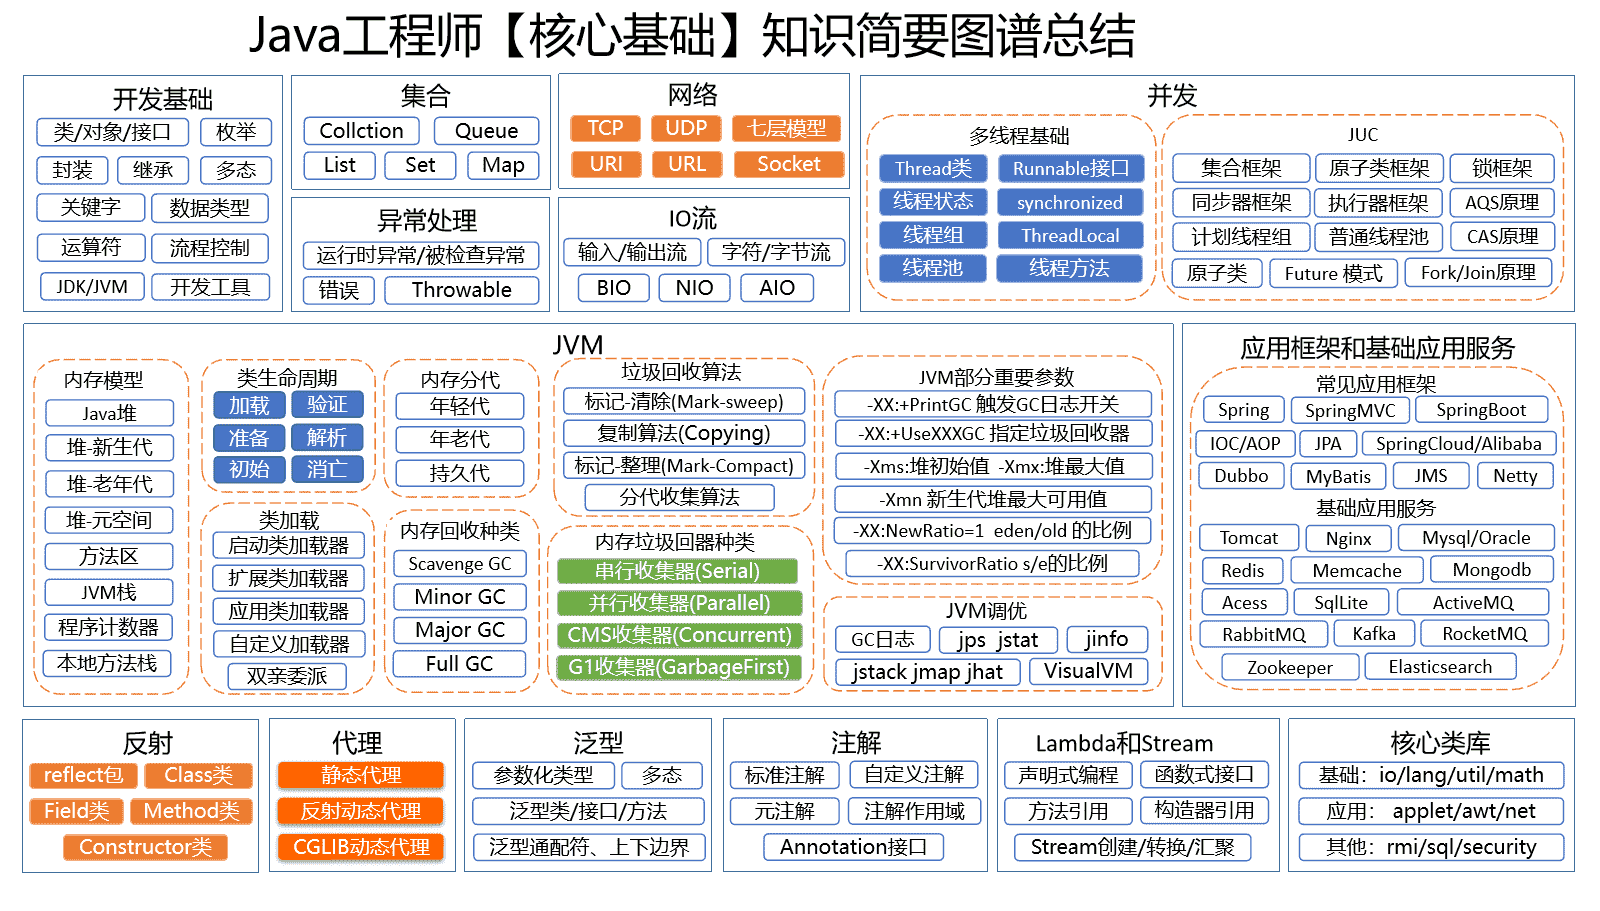 Java工程师【核心基础】知识简要图谱总结
开发基础
类/对象/接口 枚举
封装 继承 多态
关键字 数据类型
运算符 流程控制
JDK/JVM 开发工具
集合
Collction Queue
List Set Map
异常处理
运行时异常/被检查异常
错误 Throwable
网络
TCP UDP 七层模型
URI URL Socket
IO流
输入/输出流 字符/字节流
BIO NIO AIO
并发
多线程基础
Thread类 Runnable接口
线程状态 synchronized
线程组 ThreadLocal
线程池 线程方法
JUC
集合框架 原子类框架 锁框架
同步器框架 执行器框架 AQS原理
计划线程组 普通线程池 CAS原理
原子类 Future 模式 Fork/Join原理
JVM
内存模型
Java堆
堆-新生代
堆-老年代
堆-元空间
方法区
JVM栈
程序计数器
本地方法栈
类生命周期
加载 验证
准备 解析
初始 消亡
类加载
启动类加载器
扩展类加载器
应用类加载器
自定义加载器
双亲委派
内存分代
年轻代
年老代
持久代
内存回收种类
Scavenge GC
Minor GC
Major GC
Full GC
垃圾回收算法
标记-清除(Mark-sweep)
复制算法(Copying)
标记-整理(Mark-Compact)
分代收集算法
内存垃圾回器种类
串行收集器(Serial)
并行收集器(Parallel)
CMS收集器(Concurrent)
G1收集器(GarbageFirst)
JVM部分重要参数
-XX:+PrintGC 触发GC日志开关
-XX:+UseXXXGC 指定垃圾回收器
-Xms:堆初始值 -Xmx:堆最大值
-Xmn 新生代堆最大可用值
-XX:NewRatio=1 eden/old 的比例
-XX:SurvivorRatio s/e的比例
JVM调优
GC日志 jps jstat jinfo
jstack jmap jhat VisualVM
应用框架和基础应用服务
常见应用框架
Spring SpringMVC SpringBoot
IOC/AOP JPA SpringCloud/Alibaba
Dubbo MyBatis JMS Netty
基础应用服务
Tomcat Nginx Mysql/Oracle
Redis Memcache Mongodb
Acess SqlLite ActiveMQ
RabbitMQ Kafka RocketMQ
Zookeeper Elasticsearch
反射
reflect包 Class类
Field类 Method类
Constructor类
代理
静态代理
反射动态代理
CGLIB动态代理
泛型
参数化类型 多态
泛型类/接口/方法
泛型通配符、上下边界
注解
标准注解 自定义注解
元注解 注解作用域
Annotation接口
Lambda和Stream
声明式编程 函数式接口
方法引用 构造器引用
Stream创建/转换/汇聚
核心类库
基础：io/lang/util/math
应用： applet/awt/net
其他：rmi/sql/security